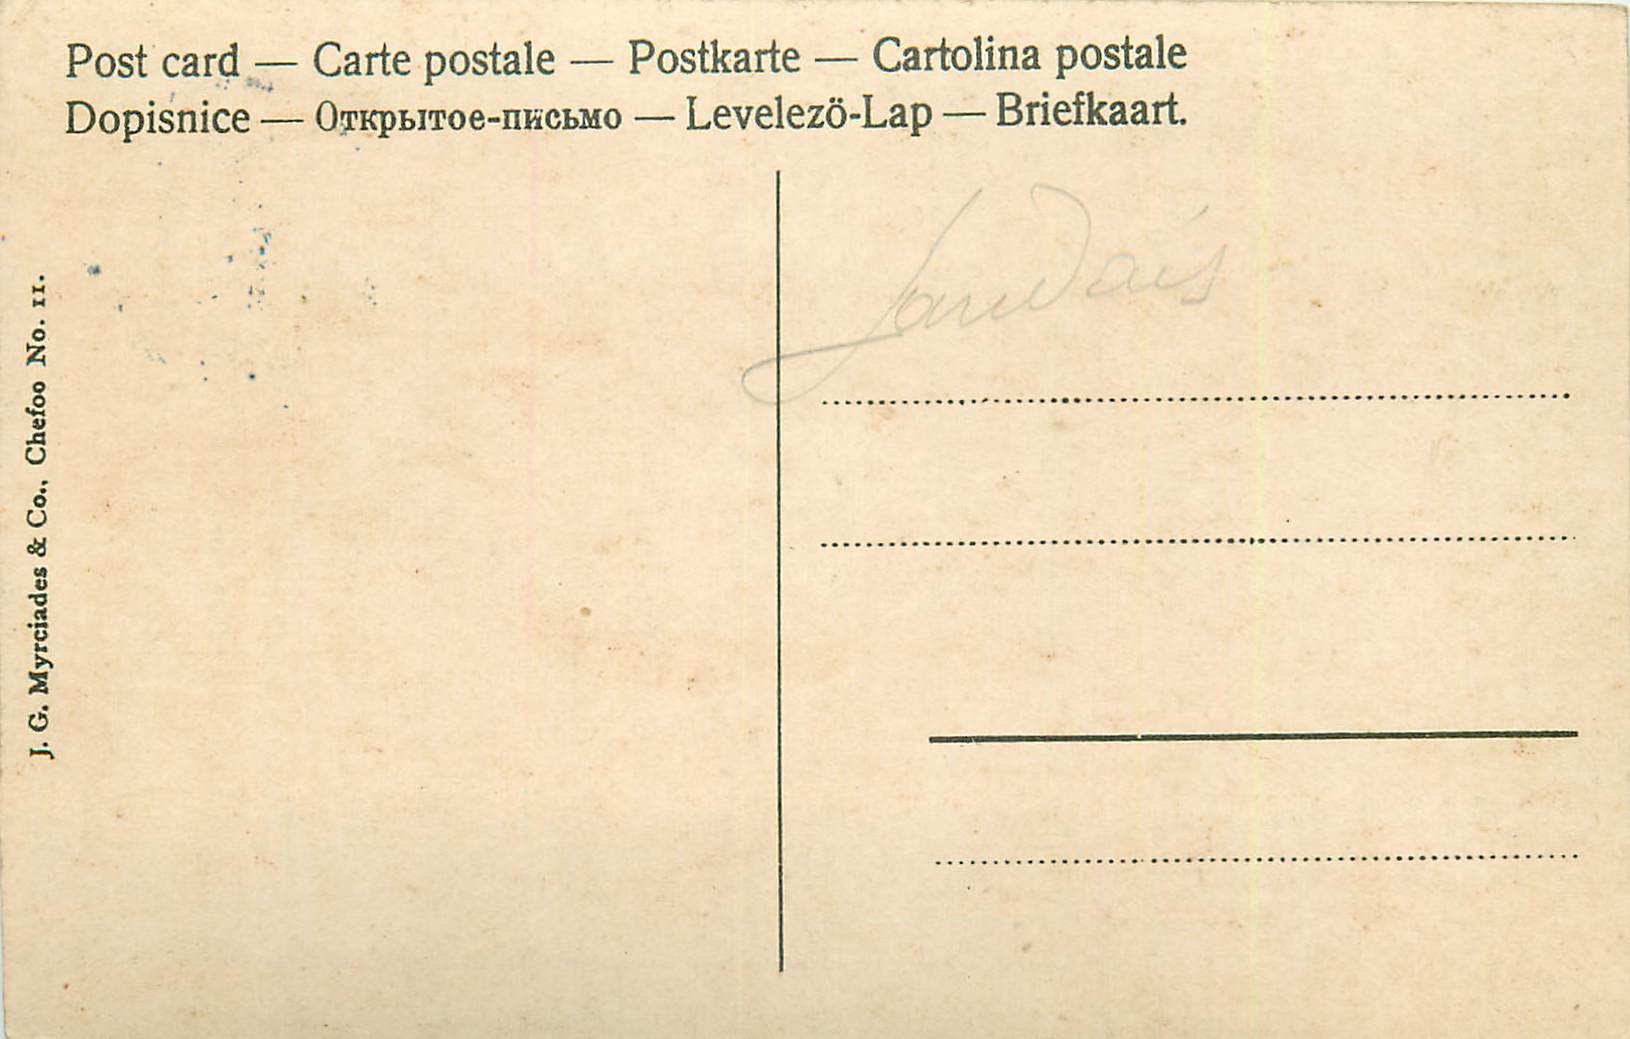 Post card — Carte postale — Postkarte — Cartolina postale
Dopisnice — Открытое-письмо — Levelezö-Lap — Briefkaart.
J. G. Myrciades & Co., Chefoo No. 11.